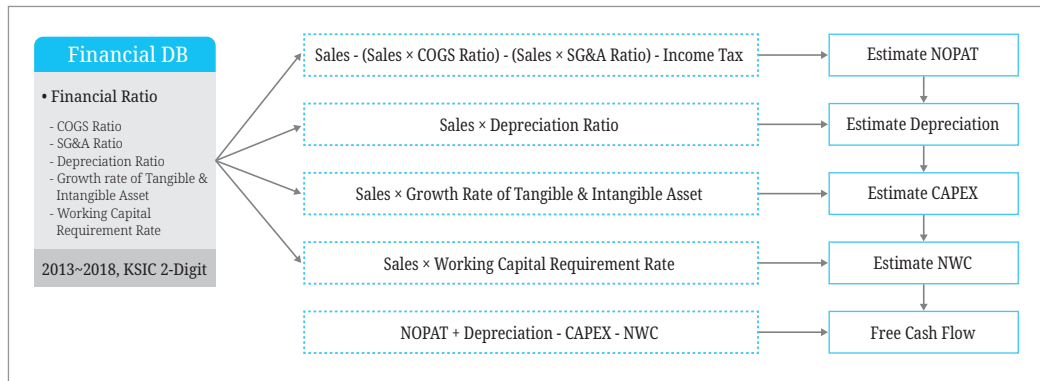 Financial DB
• Financial Ratio
- COGS Ratio
- SG&A Ratio
- Depreciation Ratio
- Growth rate of Tangible &
Intangible Asset
- Working Capital
Requirement Rate
2013~2018, KSIC 2-Digit
Sales - (Sales × COGS Ratio) - (Sales × SG&A Ratio) - Income Tax
Estimate NOPAT
Sales × Depreciation Ratio
Estimate Depreciation
Sales × Growth Rate of Tangible & Intangible Asset
Estimate CAPEX
Sales × Working Capital Requirement Rate
Estimate NWC
NOPAT + Depreciation - CAPEX - NWC
Free Cash Flow